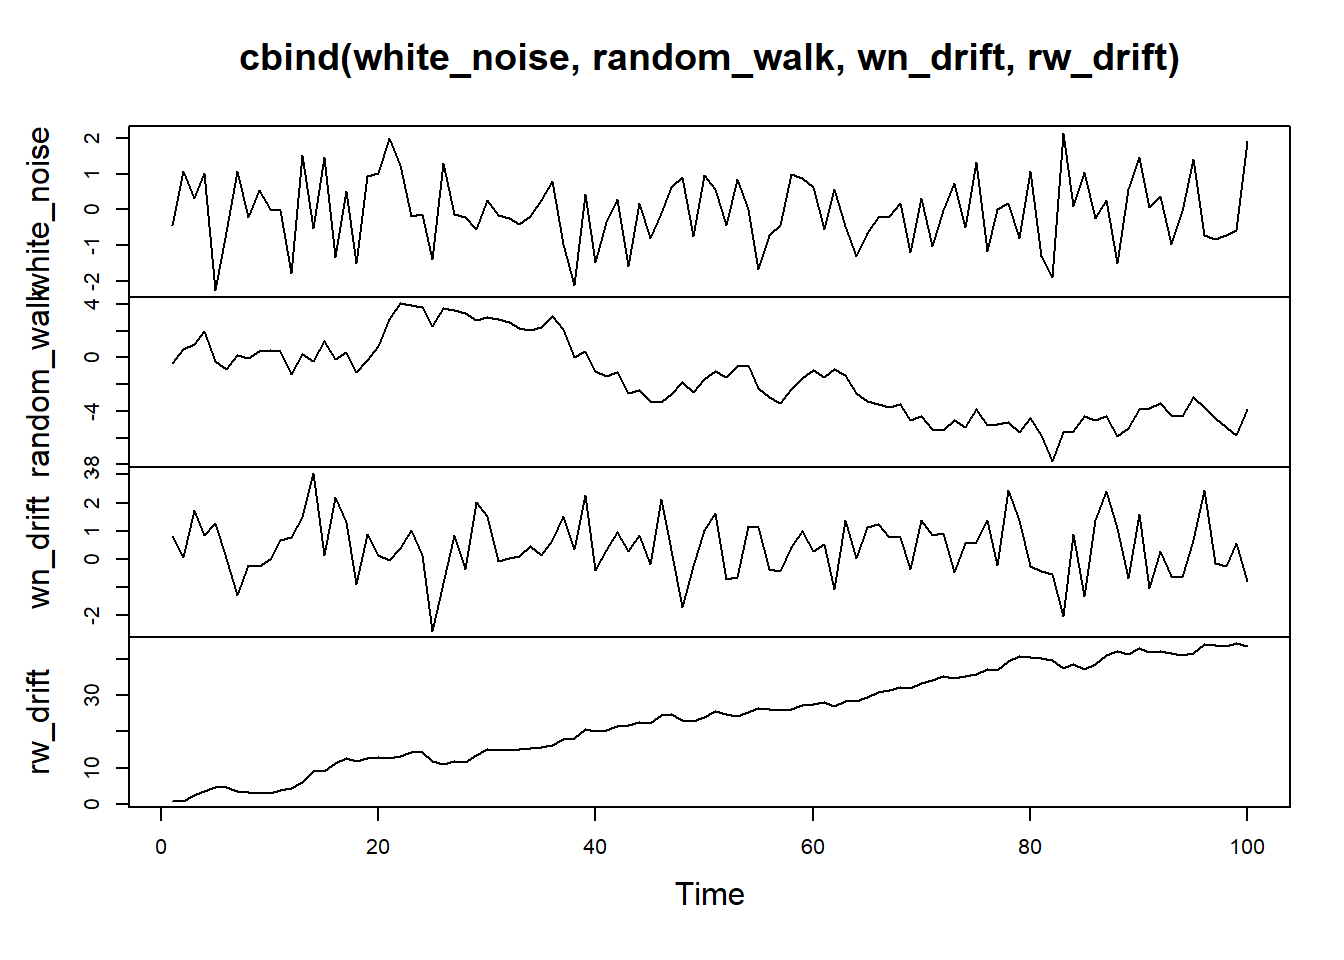 cbind(white_noise, random_walk, wn_drift, rw_drift)
white_noise
2
1
0
-1
-2
random_walk
4
0
-4
-8
wn_drift
3
2
1
0
-2
rw_drift
30
10
0
0 20 40 60 80 100
Time